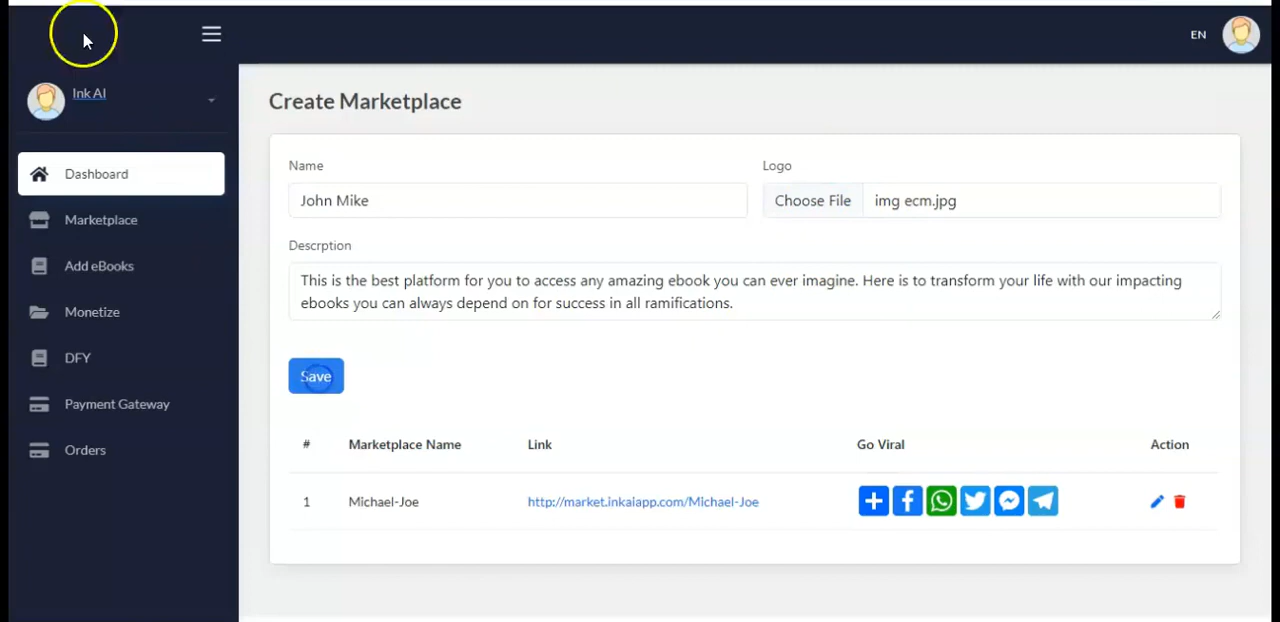 EN
Ink AI
Dashboard
Marketplace
Add eBooks
Monetize
DFY
Payment Gateway
Orders
Create Marketplace
Name
Logo
John Mike
Choose File img ecm.jpg
Descrption
This is the best platform for you to access any amazing ebook you can ever imagine. Here is to transform your life with our impacting
ebooks you can always depend on for success in all ramifications.
Save
# Marketplace Name Link Go Viral Action
1 Michael-Joe http://market.inkaiapp.com/Michael-Joe